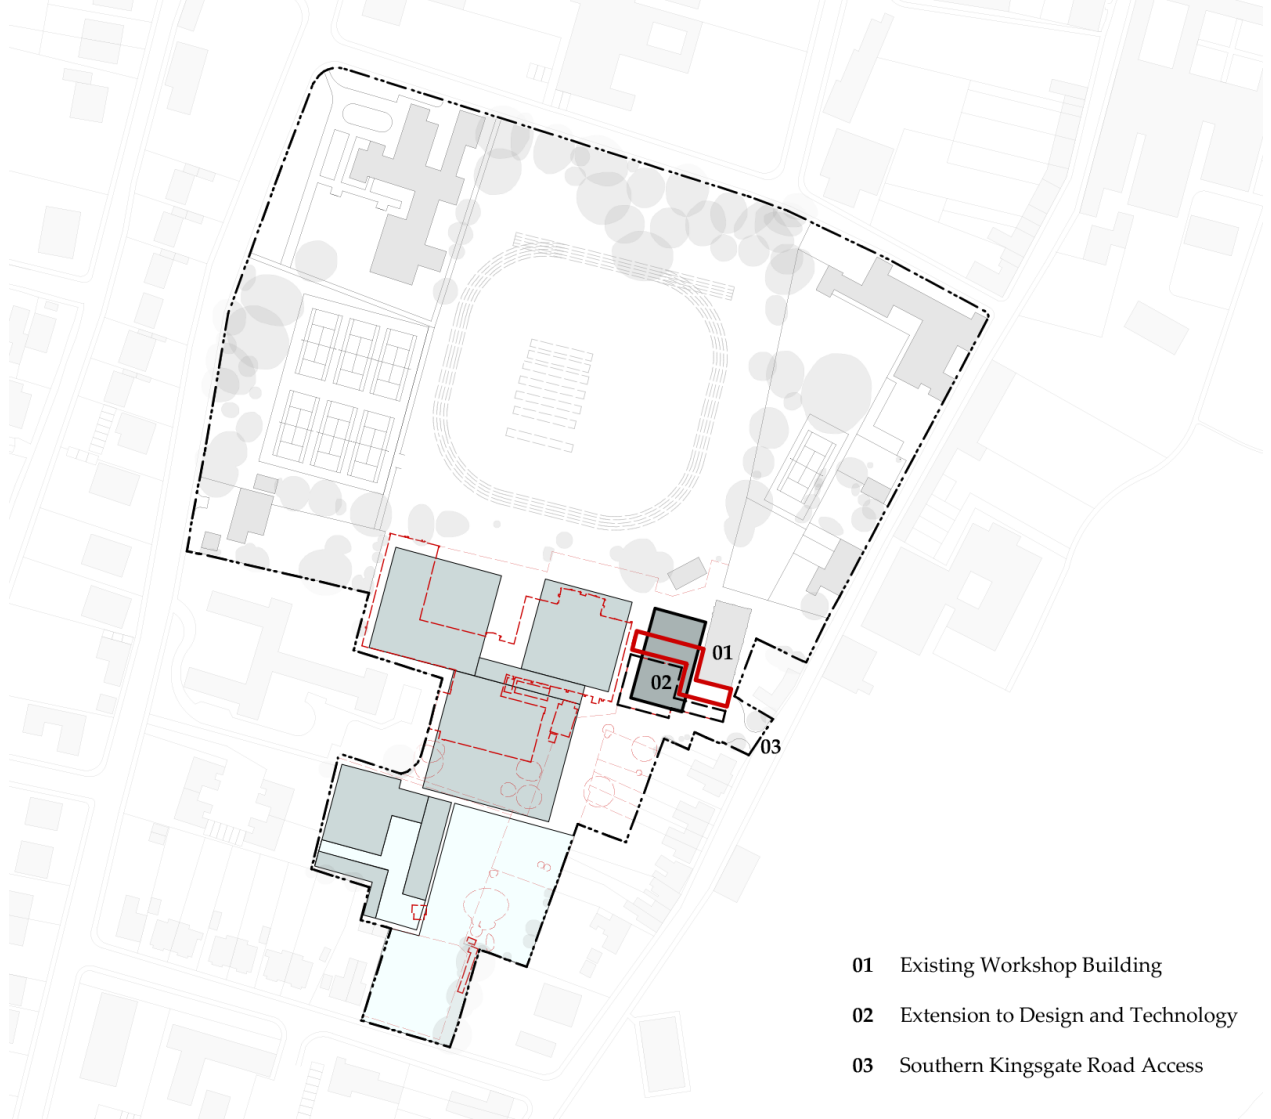 01
02
03
01 Existing Workshop Building
02 Extension to Design and Technology
03 Southern Kingsgate Road Access